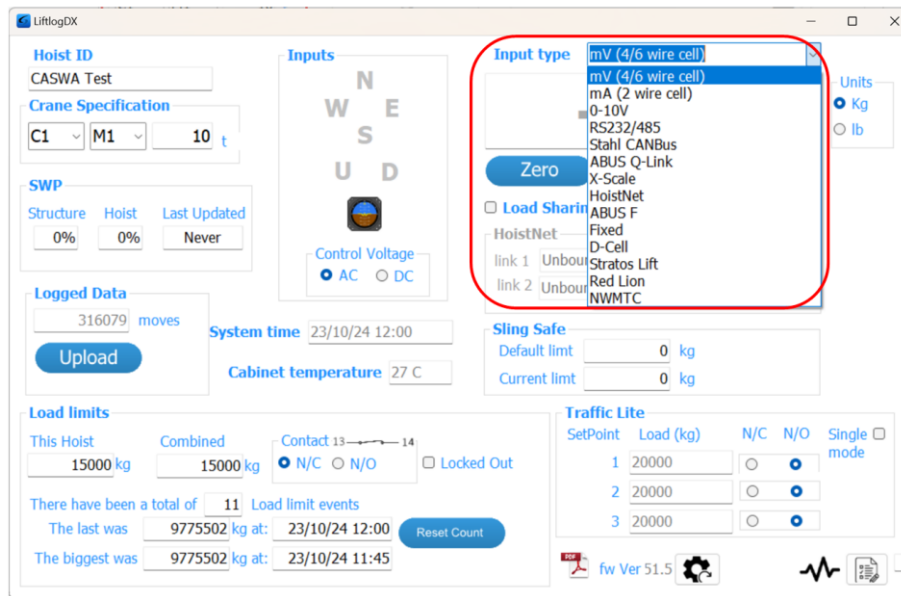 LiftlogDX
Hoist ID
CASWA Test
Crane Specification
C1 M1 10 t
SWP
Structure Hoist Last Updated
0% 0% Never
Logged Data
316079 moves
Upload
Inputs
N
W E
S
U D
Control Voltage
AC DC
System time 23/10/24 12:00
Cabinet temperature 27 C
Input type mV (4/6 wire cell)
mV (4/6 wire cell)
mA (2 wire cell)
0-10V
RS232/485
Stahl CANBus
ABUS Q-Link
X-Scale
HoistNet
ABUS F
Fixed
D-Cell
Stratos Lift
Red Lion
NWMTC
Units
Kg
lb
Zero
Load Sharin
HoistNet
link 1 Unbou
link 2 Unbou
Sling Safe
Default limt 0 kg
Current limt 0 kg
Load limits
This Hoist Combined Contact 13 14
15000 kg 15000 kg N/C N/O Locked Out
There have been a total of 11 Load limit events
The last was 9775502 kg at: 23/10/24 12:00 Reset Count
The biggest was 9775502 kg at: 23/10/24 11:45
Traffic Lite
SetPoint Load (kg) N/C N/O Single mode
1 20000
2 20000
3 20000
PDF fw Ver 51.5